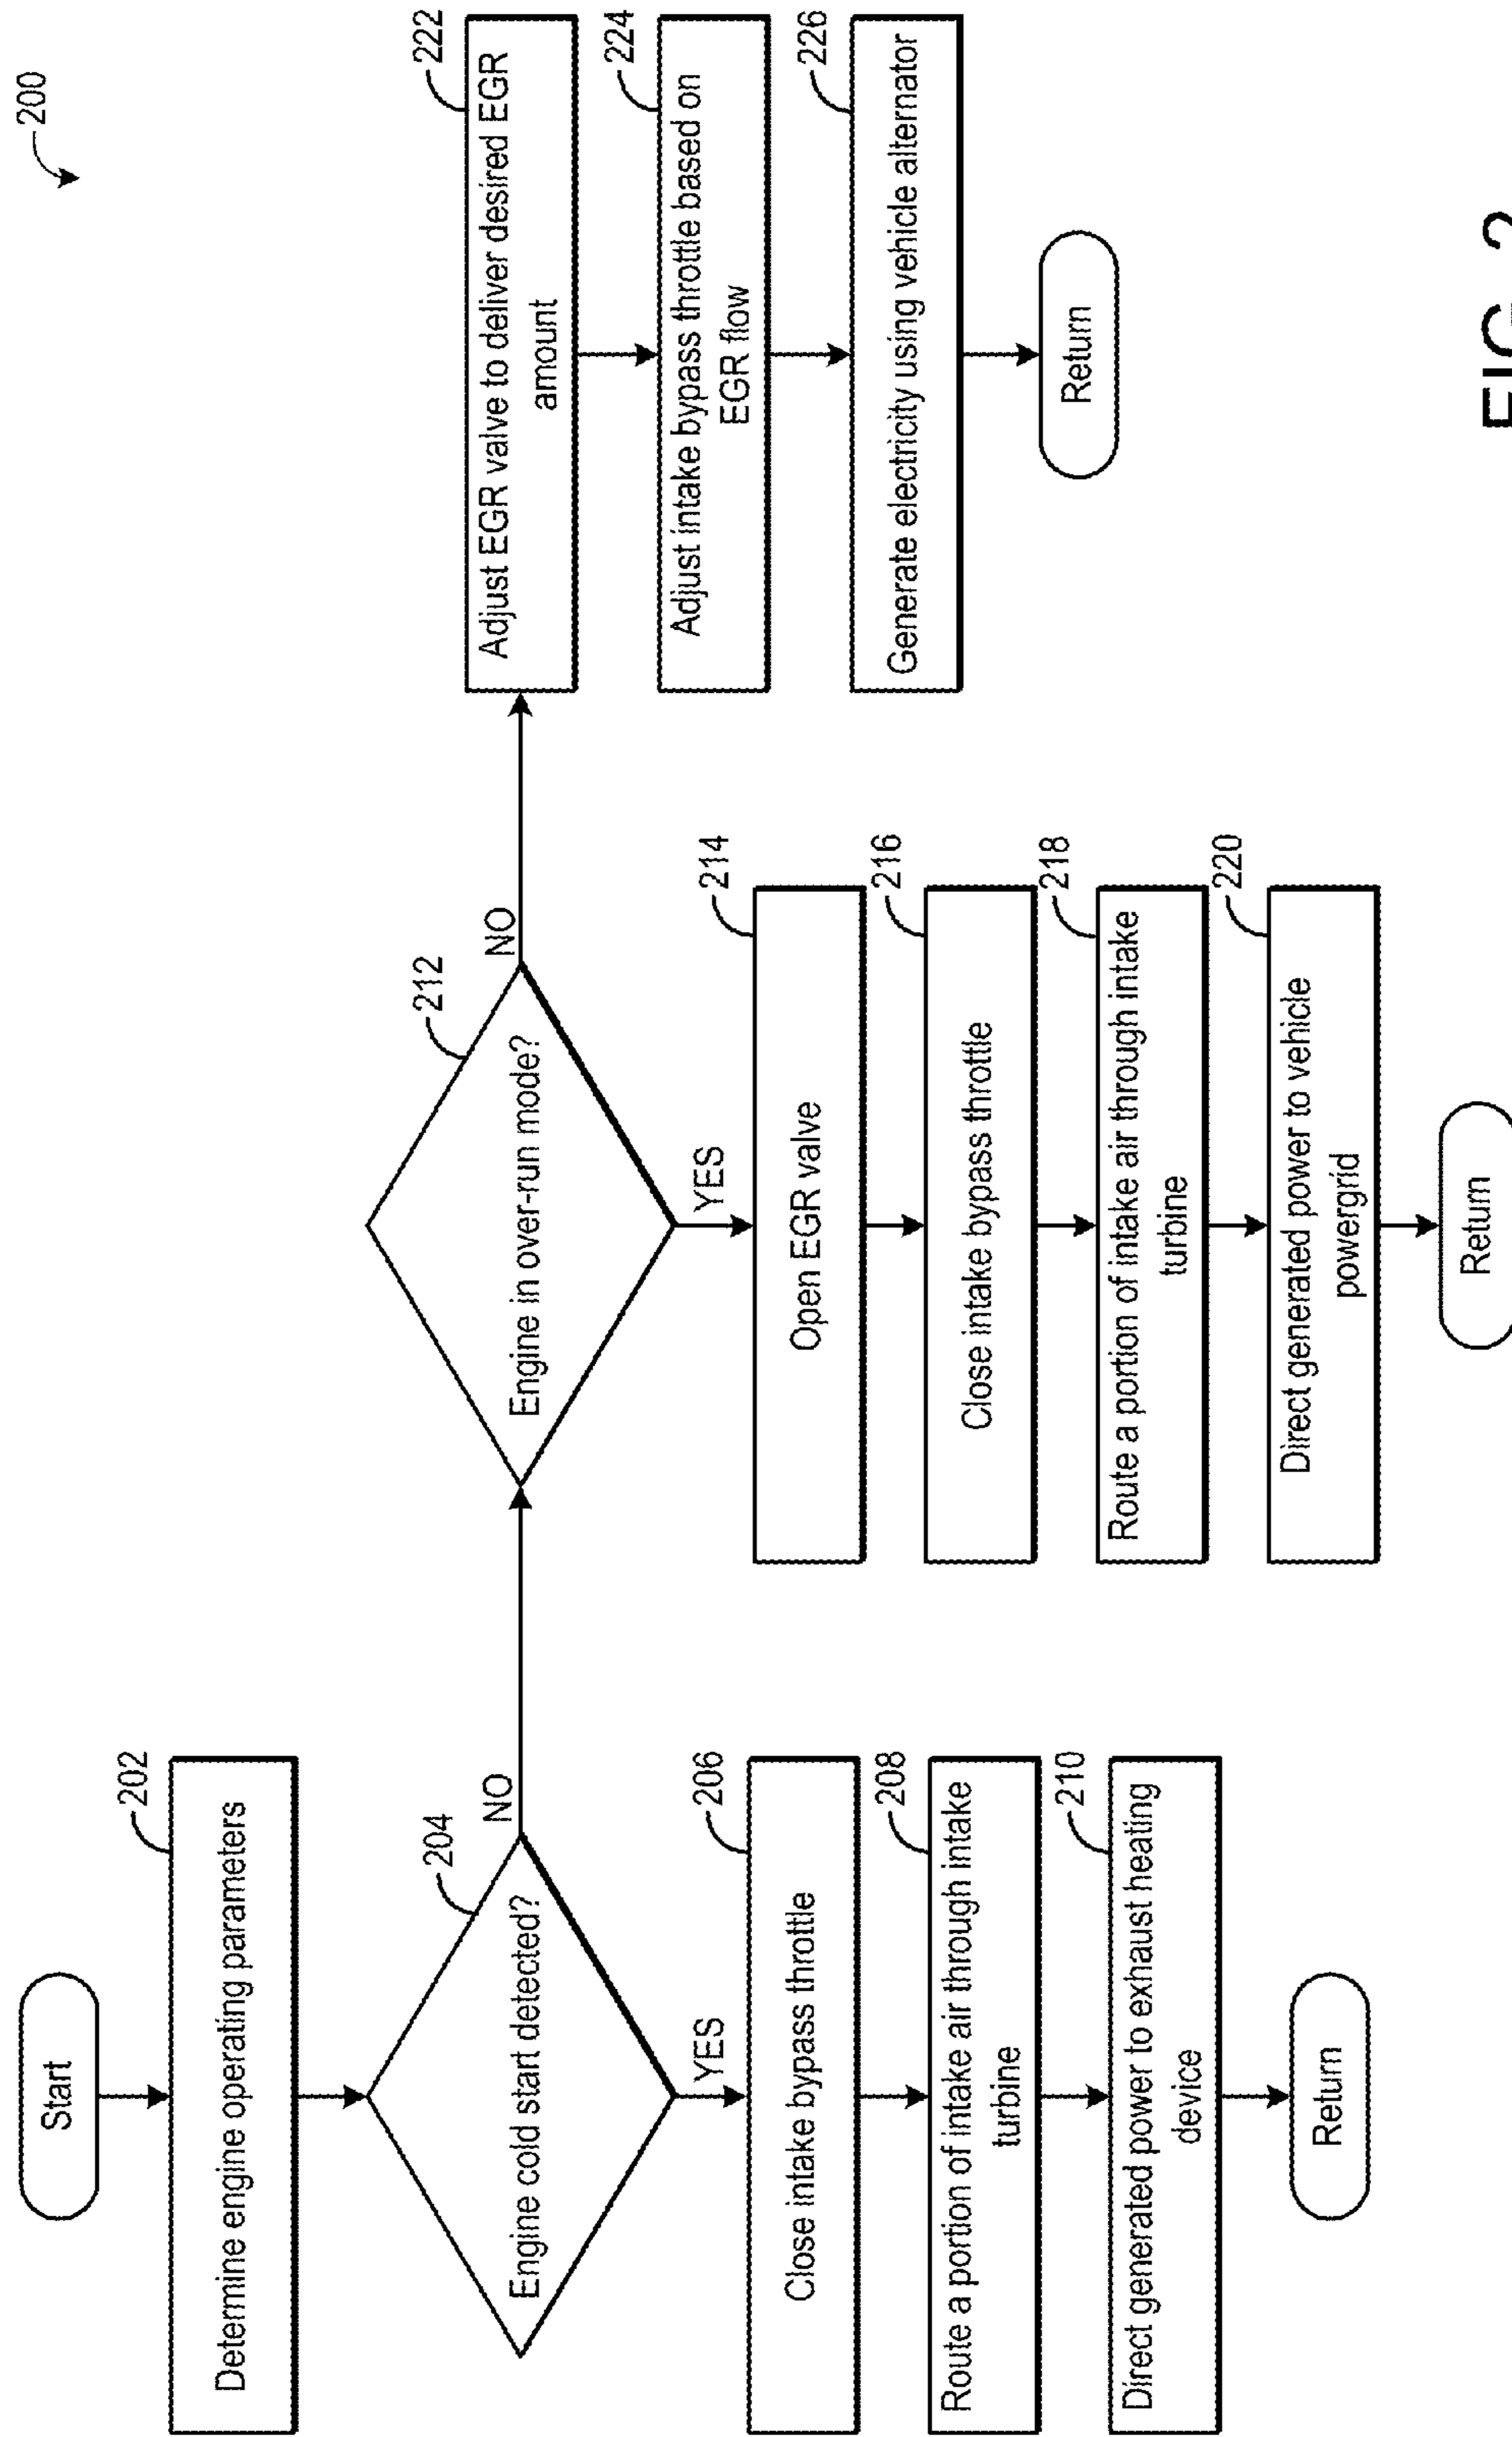 200
Start
202
Determine engine operating parameters
204
Engine cold start detected?
NO
YES
206
Close intake bypass throttle
208
Route a portion of intake air through intake
turbine
210
Direct generated power to exhaust heating
device
Return
212
Engine in over-run mode?
NO
YES
214
Open EGR valve
216
Close intake bypass throttle
218
Route a portion of intake air through intake
turbine
220
Direct generated power to vehicle
powergrid
Return
222
Adjust EGR valve to deliver desired EGR
amount
224
Adjust intake bypass throttle based on
EGR flow
226
Generate electricity using vehicle alternator
Return
FIG. 2